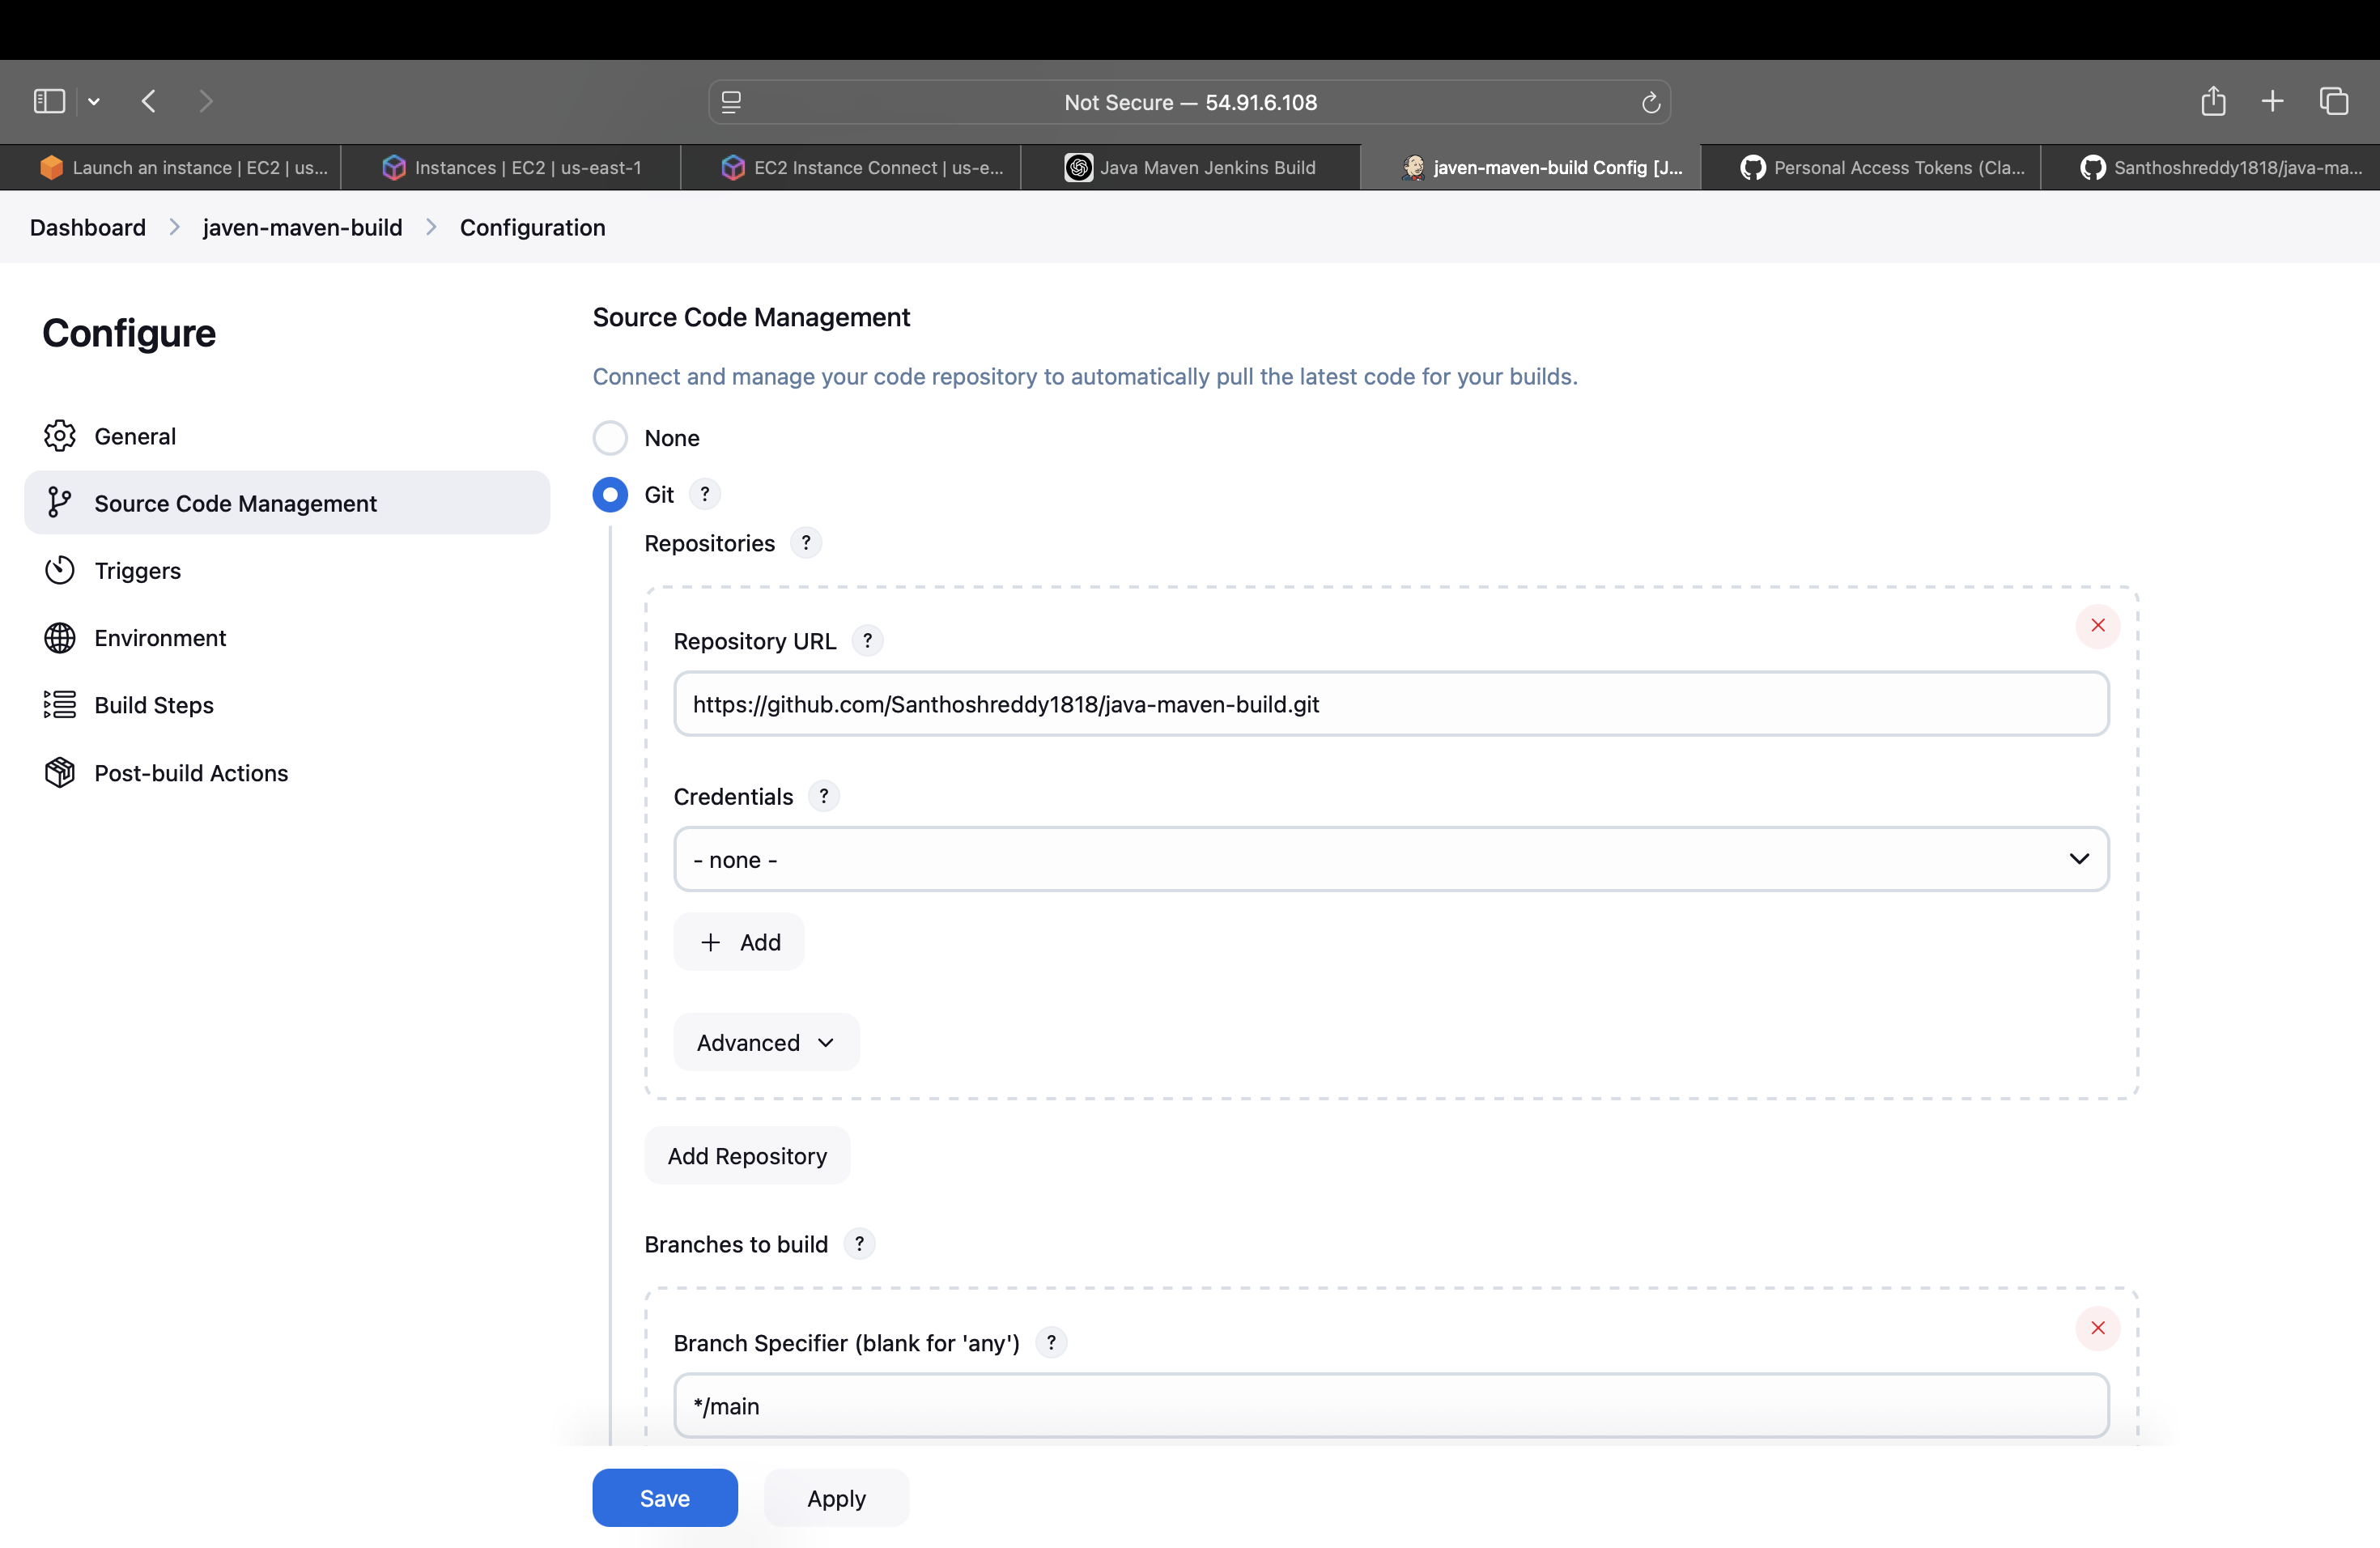 Not Secure — 54.91.6.108
Launch an instance | EC2 | us...
Instances | EC2 | us-east-1
EC2 Instance Connect | us-e...
Java Maven Jenkins Build
javen-maven-build Config [J...
Personal Access Tokens (Cla...
Santhoshreddy1818/java-ma...
Dashboard > javen-maven-build > Configuration
Configure
General
Source Code Management
Triggers
Environment
Build Steps
Post-build Actions
Source Code Management
Connect and manage your code repository to automatically pull the latest code for your builds.
None
Git ?
Repositories ?
Repository URL ?
https://github.com/Santhoshreddy1818/java-maven-build.git
Credentials ?
- none -
+ Add
Advanced
Add Repository
Branches to build ?
Branch Specifier (blank for 'any') ?
*/main
Save
Apply